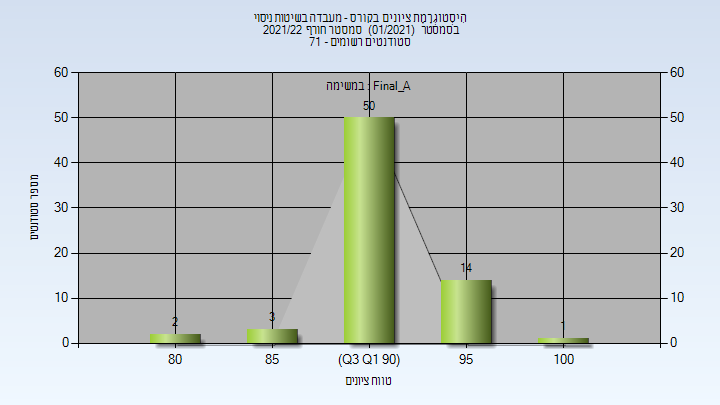 הִיסְטוֹגְרָמַת ציונים בקורס - מעבדה בשיטות ניסוי
בסמסטר (01/2021) סמסטר חורף 2021/22
סטודנטים רשומים - 71
במשימה : Final_A
60 60
50 50
40 40
30 30
20 20
10 10
0 0
מספר סטודנטים
2 3 50 14 1
80 85 (Q3 Q1 90) 95 100
טווח ציונים